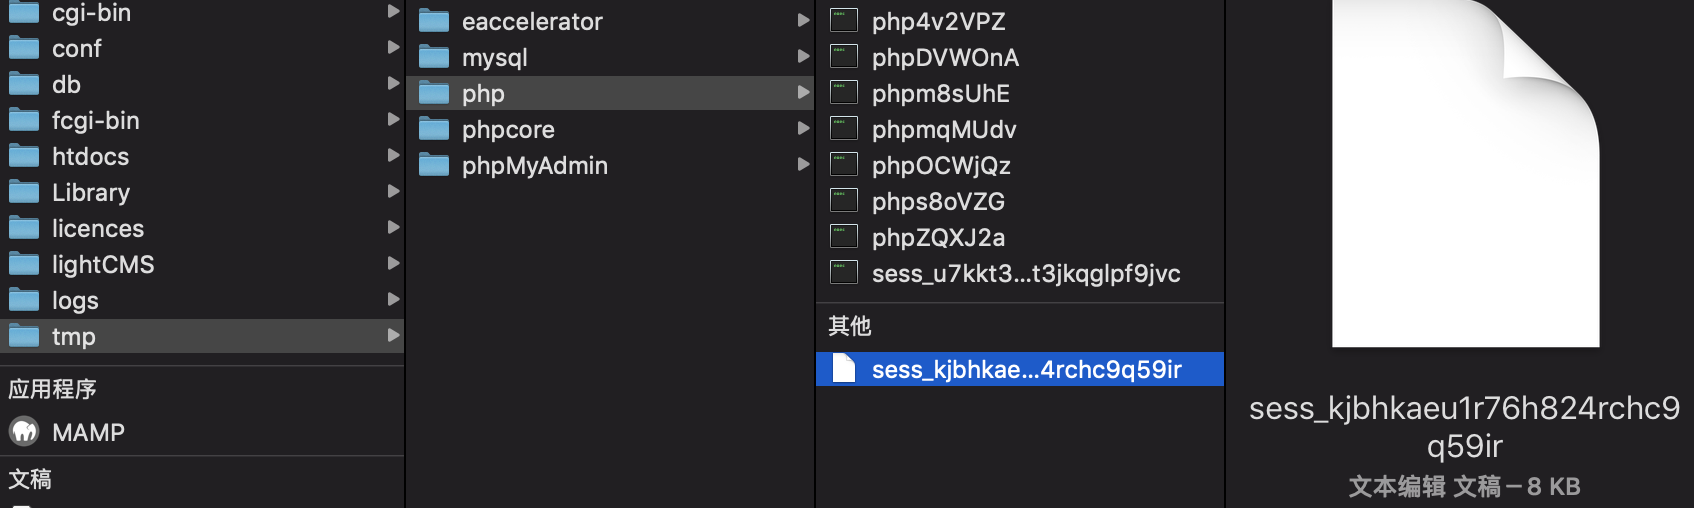 cgi-bin
conf
db
fcgi-bin
htdocs
Library
licences
lightCMS
logs
tmp
应用程序
MAMP
文稿
eaccelerator
mysql
php
phpcore
phpMyAdmin
php4v2VPZ
phpDVWOnA
phpm8sUhE
phpmqMUdv
phpOCWjQz
phps8oVZG
phpZQXJ2a
sess_u7kkt3...t3jkqglpf9jvc
其他
sess_kjbhkae...4rchc9q59ir
sess_kjbhkaeu1r76h824rchc9
q59ir
文本编辑 文稿 – 8 KB